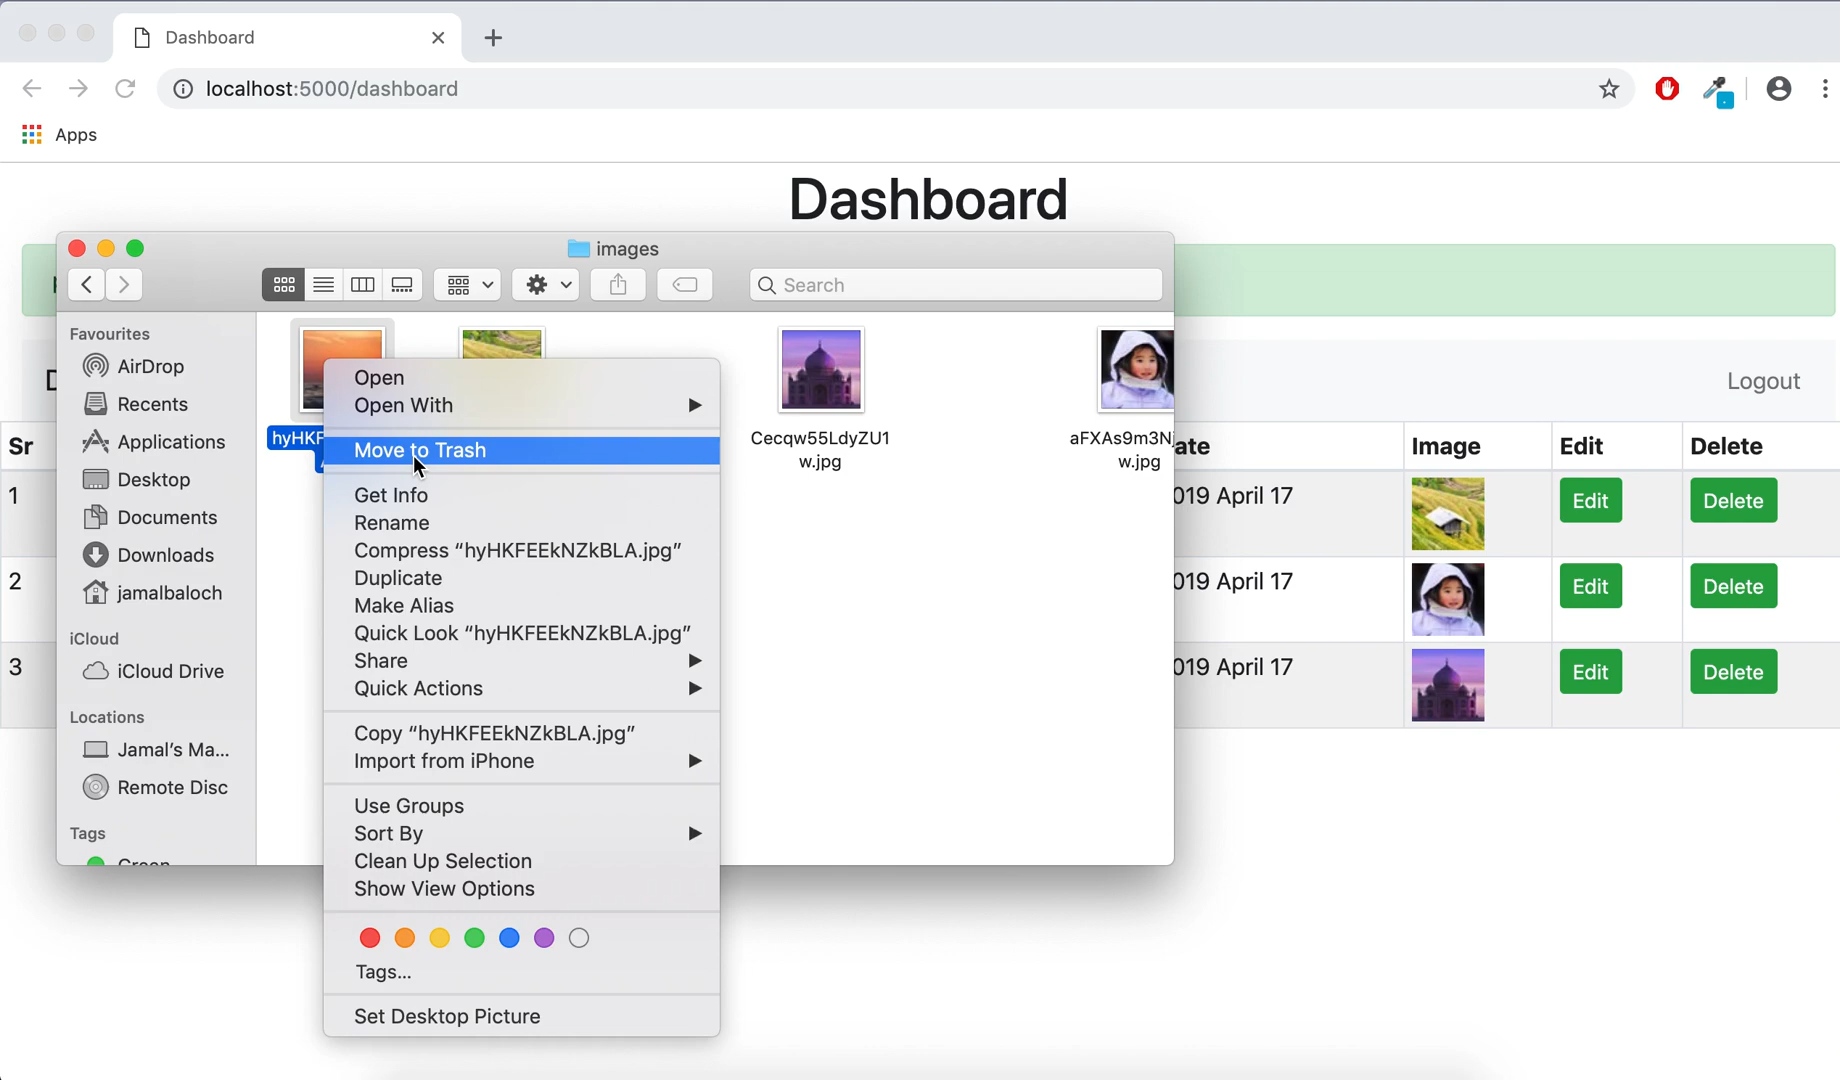 Dashboard
localhost:5000/dashboard
Apps
Dashboard
images
Search
Favourites
AirDrop
Recents
Applications
Desktop
Documents
Downloads
jamalbaloch
iCloud
iCloud Drive
Locations
Jamal's Ma...
Remote Disc
Tags
Green
hyHKF
Cecqw55LdyZU1
w.jpg
aFXAs9m3Nj
w.jpg
Open
Open With
Move to Trash
Get Info
Rename
Compress “hyHKFEEkNZkBLA.jpg”
Duplicate
Make Alias
Quick Look “hyHKFEEkNZkBLA.jpg”
Share
Quick Actions
Copy “hyHKFEEkNZkBLA.jpg”
Import from iPhone
Use Groups
Sort By
Clean Up Selection
Show View Options
Tags...
Set Desktop Picture
Logout
Sr ate Image Edit Delete
1 019 April 17 Edit Delete
2 019 April 17 Edit Delete
3 019 April 17 Edit Delete